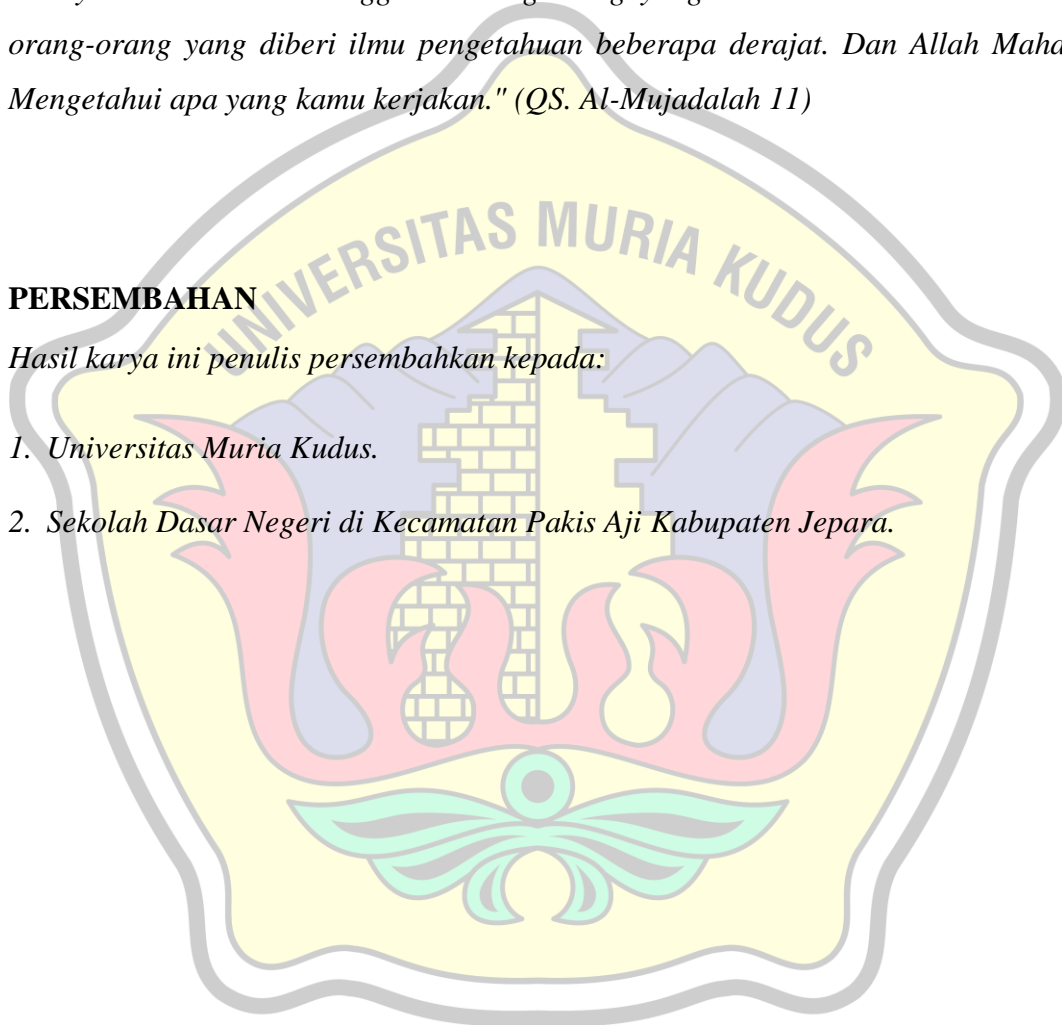 orang-orang yang diberi ilmu pengetahuan beberapa derajat. Dan Allah Maha
Mengetahui apa yang kamu kerjakan." (QS. Al-Mujadalah 11)
UNIVERSITAS MURIA KUDUS
PERSEMBAHAN
Hasil karya ini penulis persembahkan kepada:
1. Universitas Muria Kudus.
2. Sekolah Dasar Negeri di Kecamatan Pakis Aji Kabupaten Jepara.